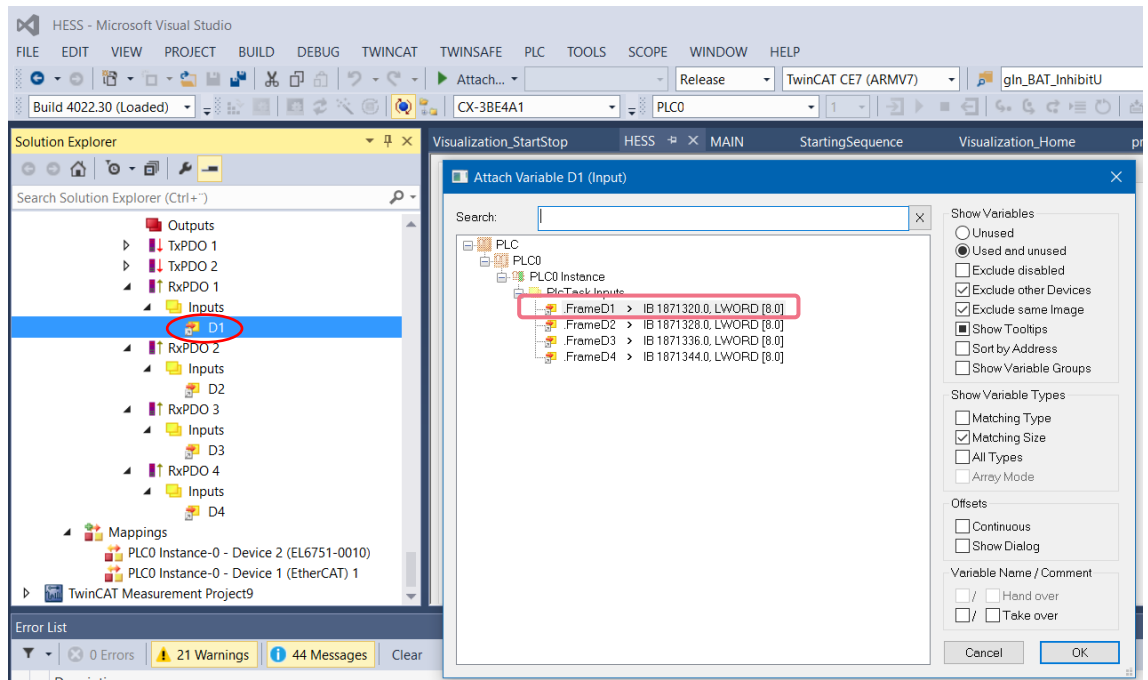 HESS - Microsoft Visual Studio
FILE EDIT VIEW PROJECT BUILD DEBUG TWINCAT TWINSAFE PLC TOOLS SCOPE WINDOW HELP
Attach... Release TwinCAT CE7 (ARMV7) gIn_BAT_InhibitU
Build 4022.30 (Loaded) CX-3BE4A1 PLC0 1
Solution Explorer
Search Solution Explorer (Ctrl+¨)
Outputs
TxPDO 1
TxPDO 2
RxPDO 1
Inputs
D1
RxPDO 2
Inputs
D2
RxPDO 3
Inputs
D3
RxPDO 4
Inputs
D4
Mappings
PLC0 Instance-0 - Device 2 (EL6751-0010)
PLC0 Instance-0 - Device 1 (EtherCAT) 1
TwinCAT Measurement Project9
Error List
0 Errors 21 Warnings 44 Messages Clear
Visualization_StartStop HESS MAIN StartingSequence Visualization_Home pr
Attach Variable D1 (Input)
Search:
PLC
PLC0
PLC0 Instance
PlcTask Inputs
.FrameD1 > IB 1871320.0, LWORD [8.0]
.FrameD2 > IB 1871328.0, LWORD [8.0]
.FrameD3 > IB 1871336.0, LWORD [8.0]
.FrameD4 > IB 1871344.0, LWORD [8.0]
Show Variables
Unused
Used and unused
Exclude disabled
Exclude other Devices
Exclude same Image
Show Tooltips
Sort by Address
Show Variable Groups
Show Variable Types
Matching Type
Matching Size
All Types
Array Mode
Offsets
Continuous
Show Dialog
Variable Name / Comment
/ Hand over
/ Take over
Cancel OK